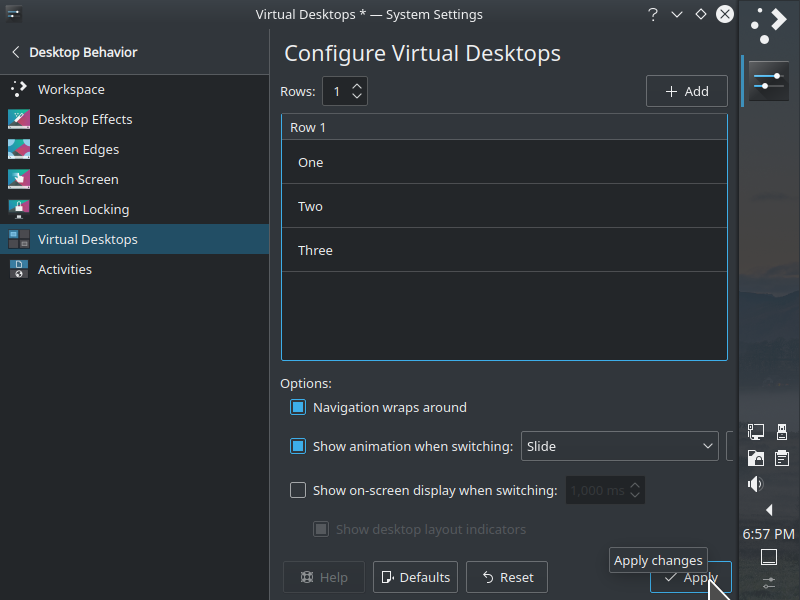 Virtual Desktops * — System Settings
Desktop Behavior
Workspace
Desktop Effects
Screen Edges
Touch Screen
Screen Locking
Virtual Desktops
Activities
Configure Virtual Desktops
Rows: 1
Add
Row 1
One
Two
Three
Options:
Navigation wraps around
Show animation when switching: Slide
Show on-screen display when switching: 1,000 ms
Show desktop layout indicators
Apply changes
Help
Defaults
Reset
Apply
6:57 PM